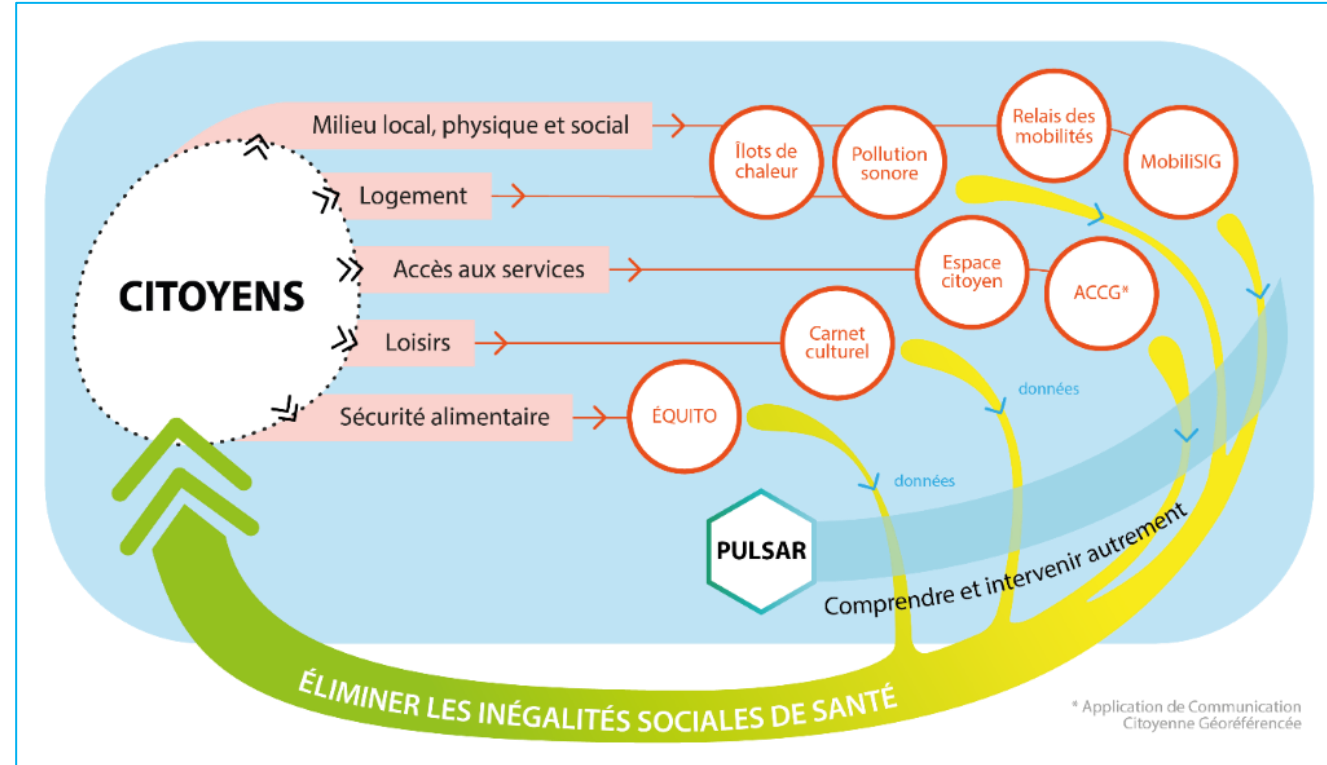 Milieu local, physique et social
Îlots de
chaleur
Pollution
sonore
Relais des
mobilités
MobiliSIG
Logement
CITOYENS
Accès aux services
Espace
citoyen
ACCG*
Loisirs
Carnet
culturel
données
Sécurité alimentaire
ÉQUITO
données
PULSAR
Comprendre et intervenir autrement
ÉLIMINER LES INÉGALITÉS SOCIALES DE SANTÉ
* Application de Communication
Citoyenne Géoréférencée